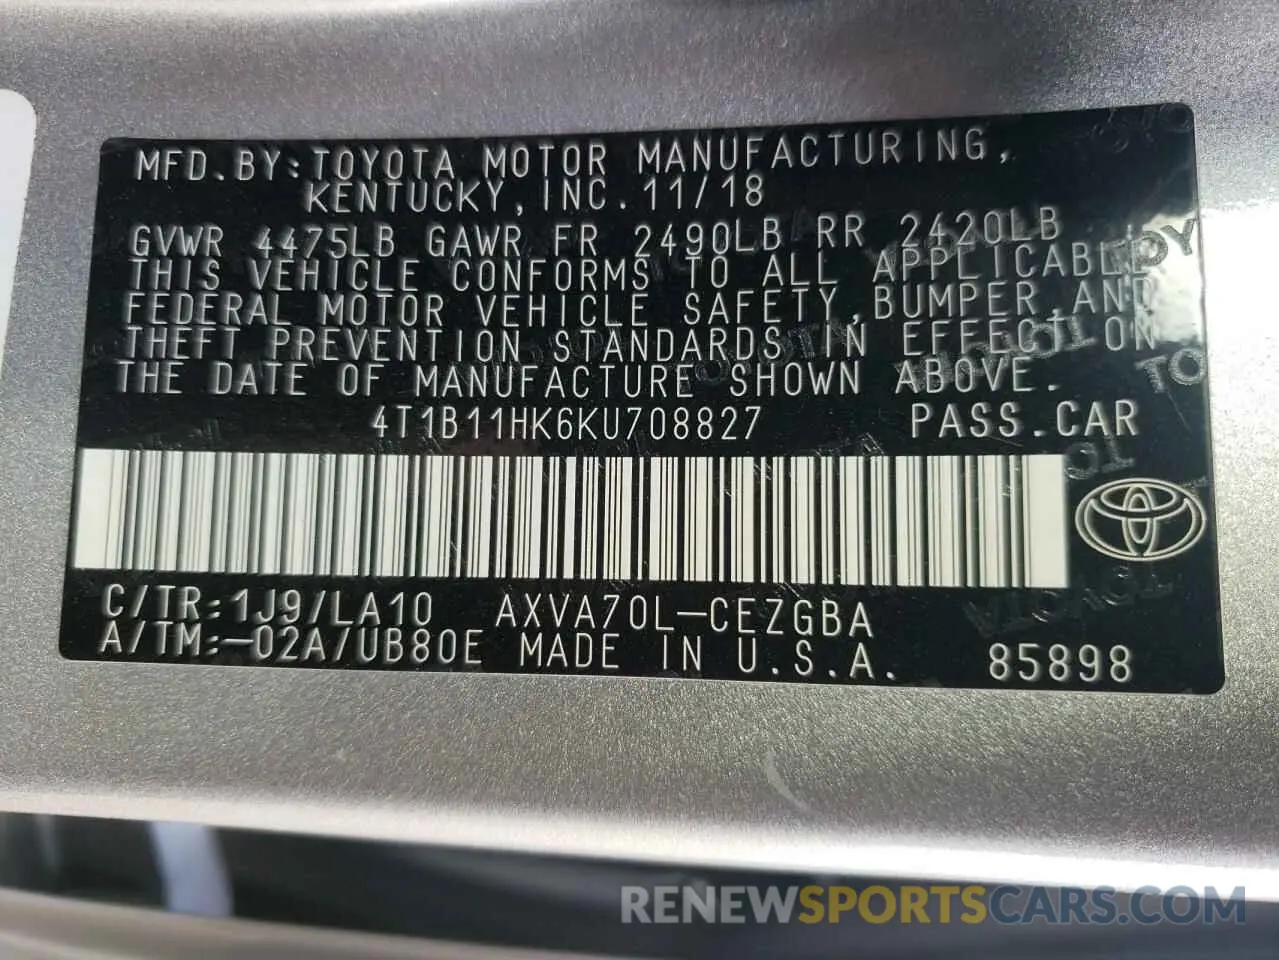 MFD.BY:TOYOTA MOTOR MANUFACTURING,
KENTUCKY,INC.11/18
GVWR 4475LB GAWR FR 2490LB RR 2420LB
THIS VEHICLE CONFORMS TO ALL APPLICABLE
FEDERAL MOTOR VEHICLE SAFETY,BUMPER,AND
THEFT PREVENTION STANDARDS IN EFFECT ON
THE DATE OF MANUFACTURE SHOWN ABOVE.
4T1B11HK6KU708827 PASS.CAR
C/TR:1J9/LA10 AXVA70L-CEZGBA
A/TM:-02A/UB80E MADE IN U.S.A. 85898
RENEWSPORTSCARS.COM